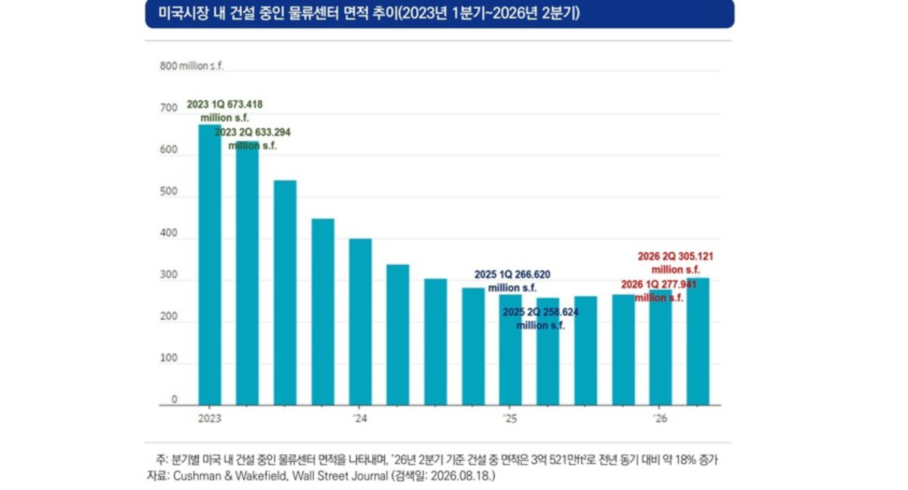 미국시장 내 건설 중인 물류센터 면적 추이(2023년 1분기~2026년 2분기)
800 million s.f.
700
600
500
400
300
200
100
0
2023 1Q 673.418
million s.f.
2023 2Q 633.294
million s.f.
2025 1Q 266.620
million s.f.
2025 2Q 258.624
million s.f.
2026 2Q 305.121
million s.f.
2026 1Q 277.941
million s.f.
2023
'24
'25
'26
주: 분기별 미국 내 건설 중인 물류센터 면적을 나타내며, '26년 2분기 기준 건설 중 면적은 3억 521만ft²로 전년 동기 대비 약 18% 증가
자료: Cushman & Wakefield, Wall Street Journal (검색일: 2026.08.18.)